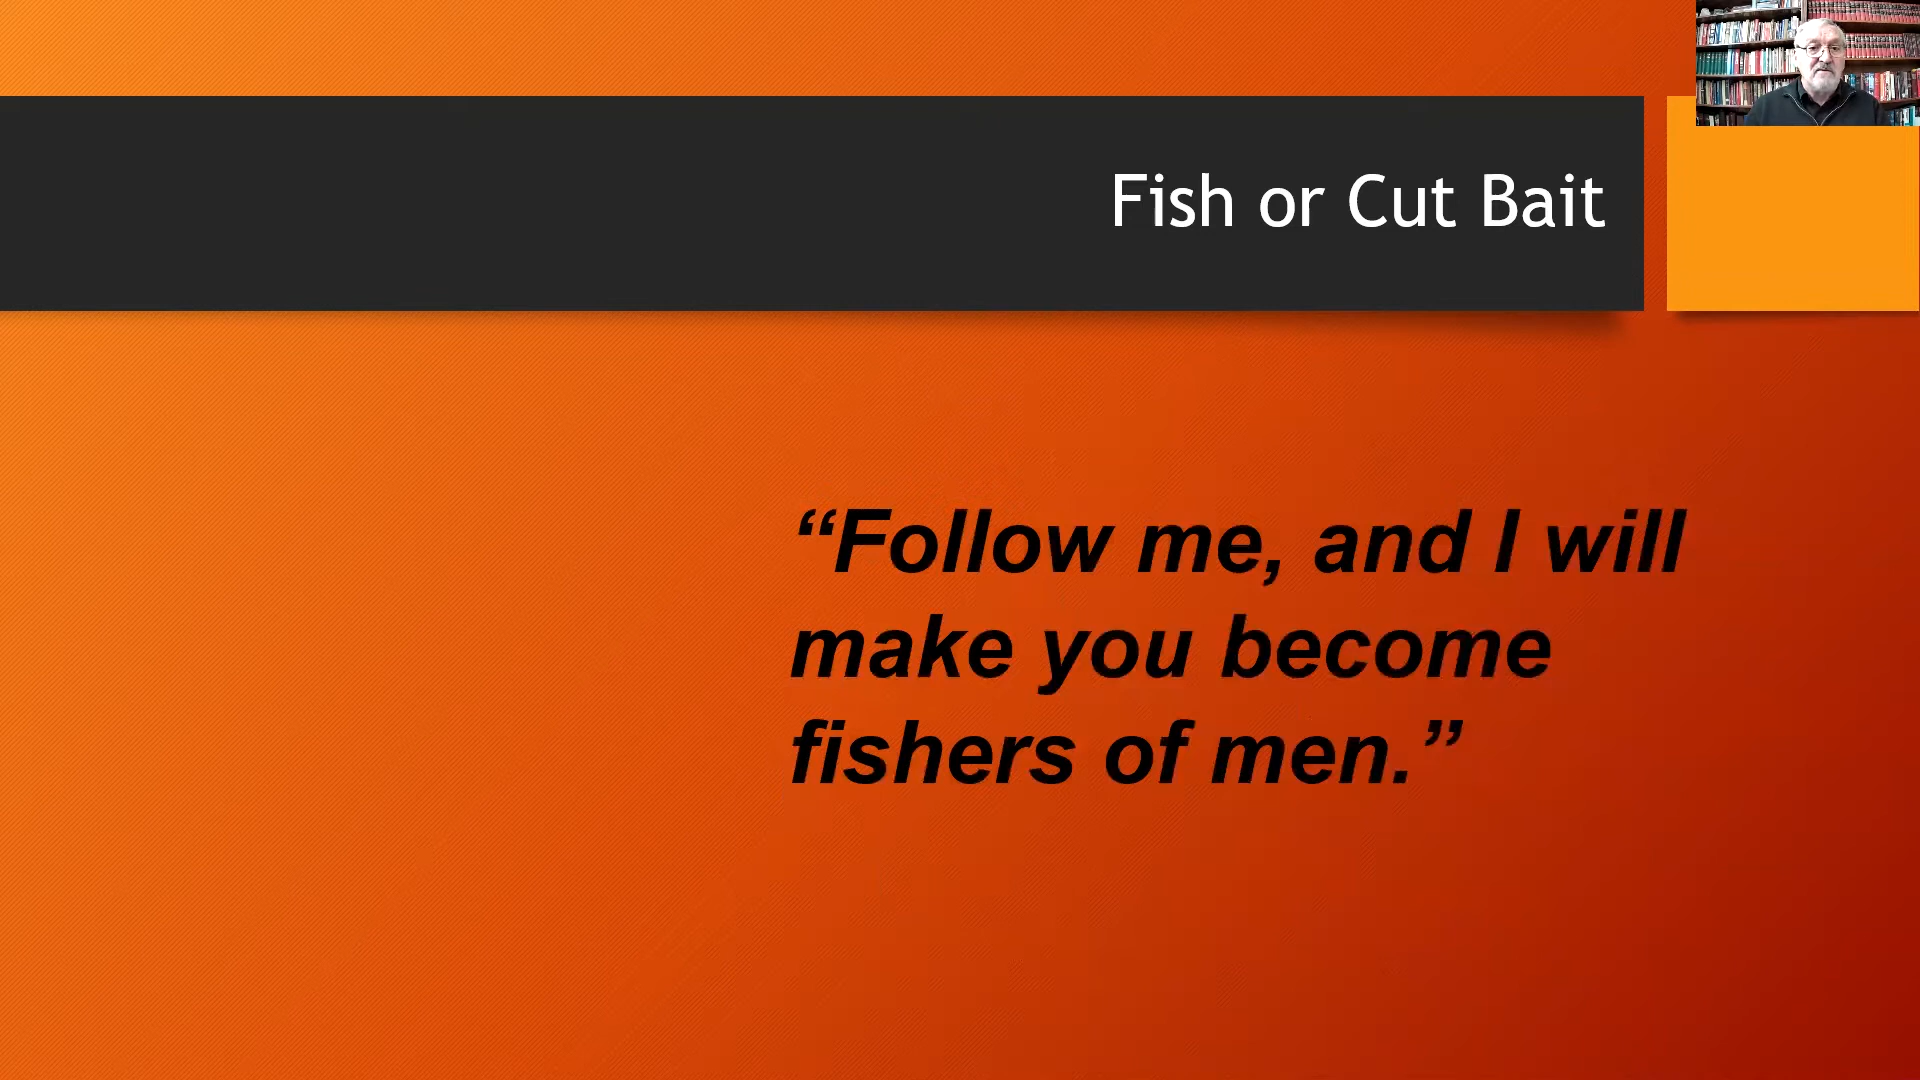 Fish or Cut Bait
“Follow me, and I will
make you become
fishers of men.”